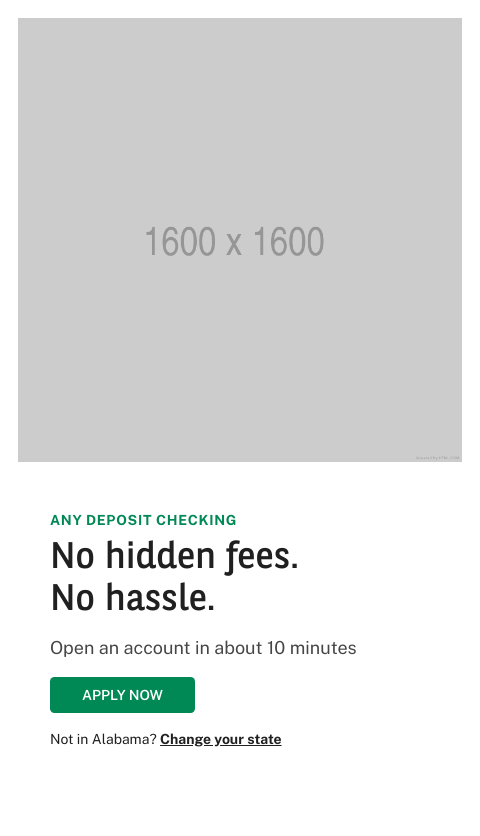 1600 x 1600
ANY DEPOSIT CHECKING
No hidden fees.
No hassle.
Open an account in about 10 minutes
APPLY NOW
Not in Alabama? Change your state